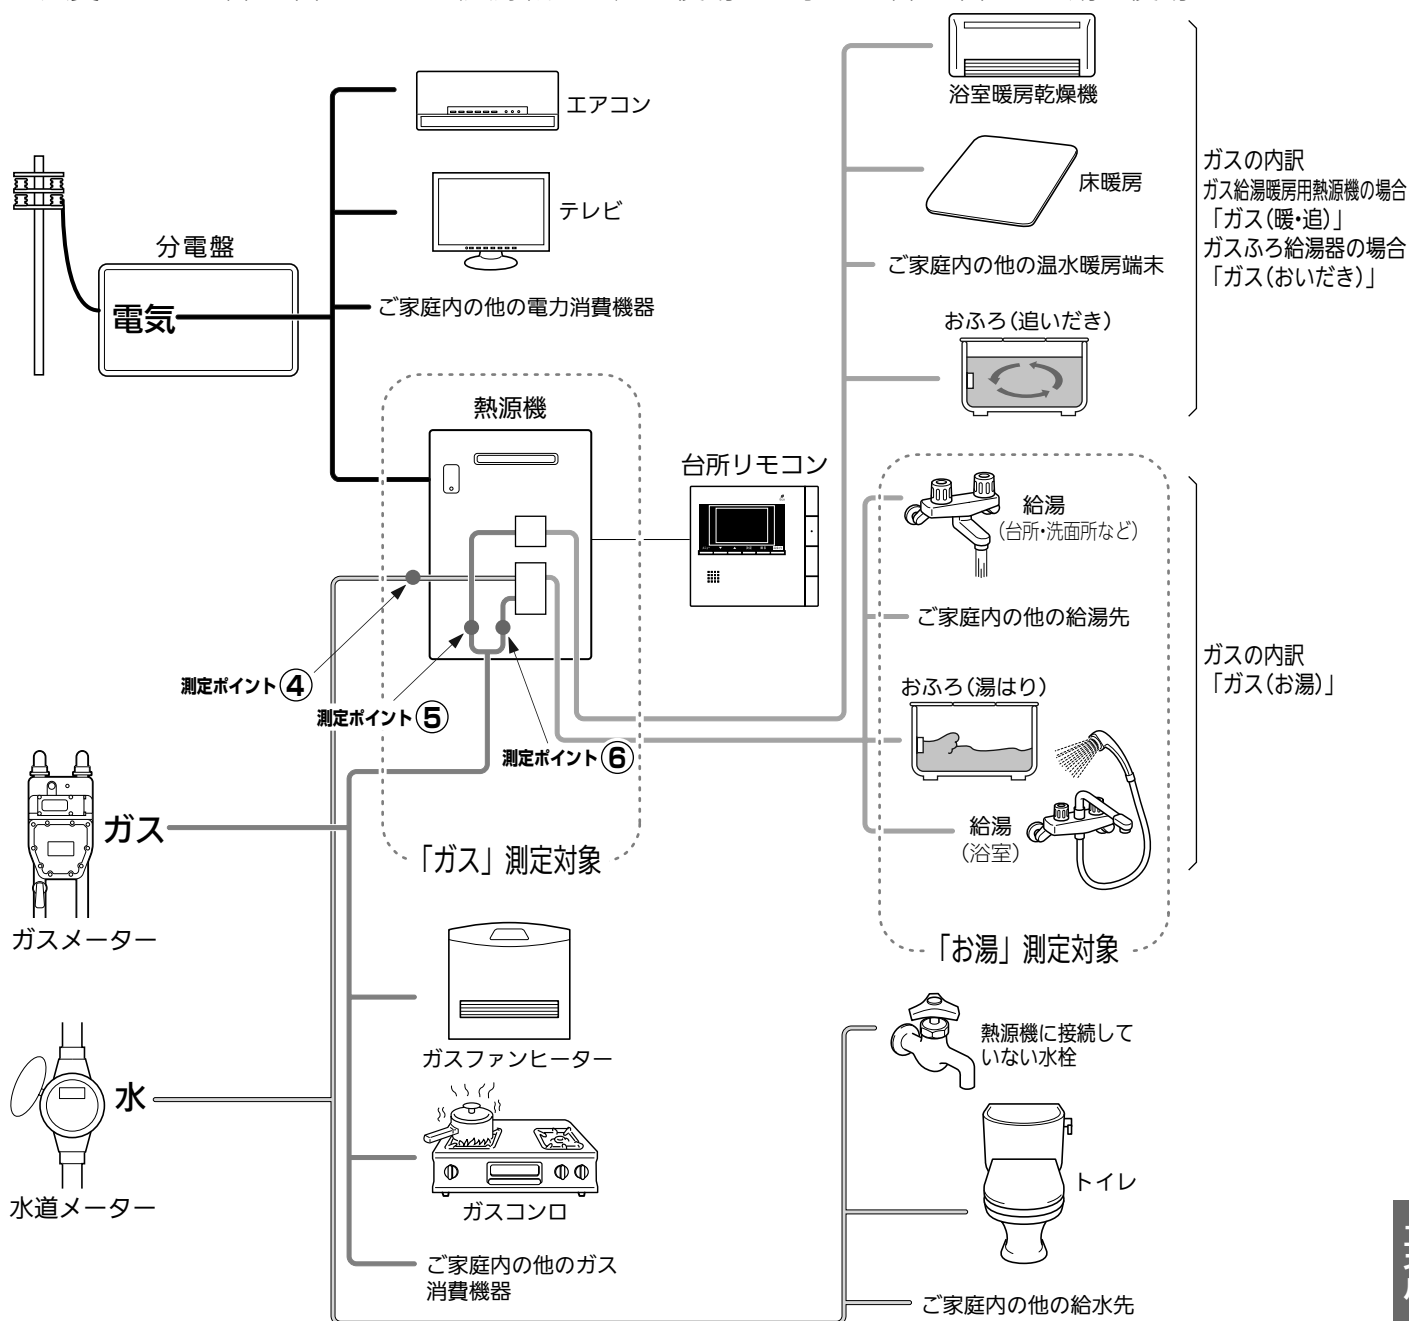 エアコン
テレビ
ご家庭内の他の電力消費機器
分電盤
電気
浴室暖房乾燥機
床暖房
ご家庭内の他の温水暖房端末
おふろ(追いだき)
ガスの内訳
ガス給湯暖房用熱源機の場合
「ガス(暖・追)」
ガスふろ給湯器の場合
「ガス(おいだき)」
熱源機
台所リモコン
給湯
(台所・洗面所など)
ご家庭内の他の給湯先
おふろ(湯はり)
給湯
(浴室)
ガスの内訳
「ガス(お湯)」
測定ポイント④
測定ポイント⑤
測定ポイント⑥
「ガス」測定対象
「お湯」測定対象
ガス
ガスメーター
水
水道メーター
ガスファンヒーター
ガスコンロ
ご家庭内の他のガス
消費機器
熱源機に接続して
いない水栓
トイレ
ご家庭内の他の給水先